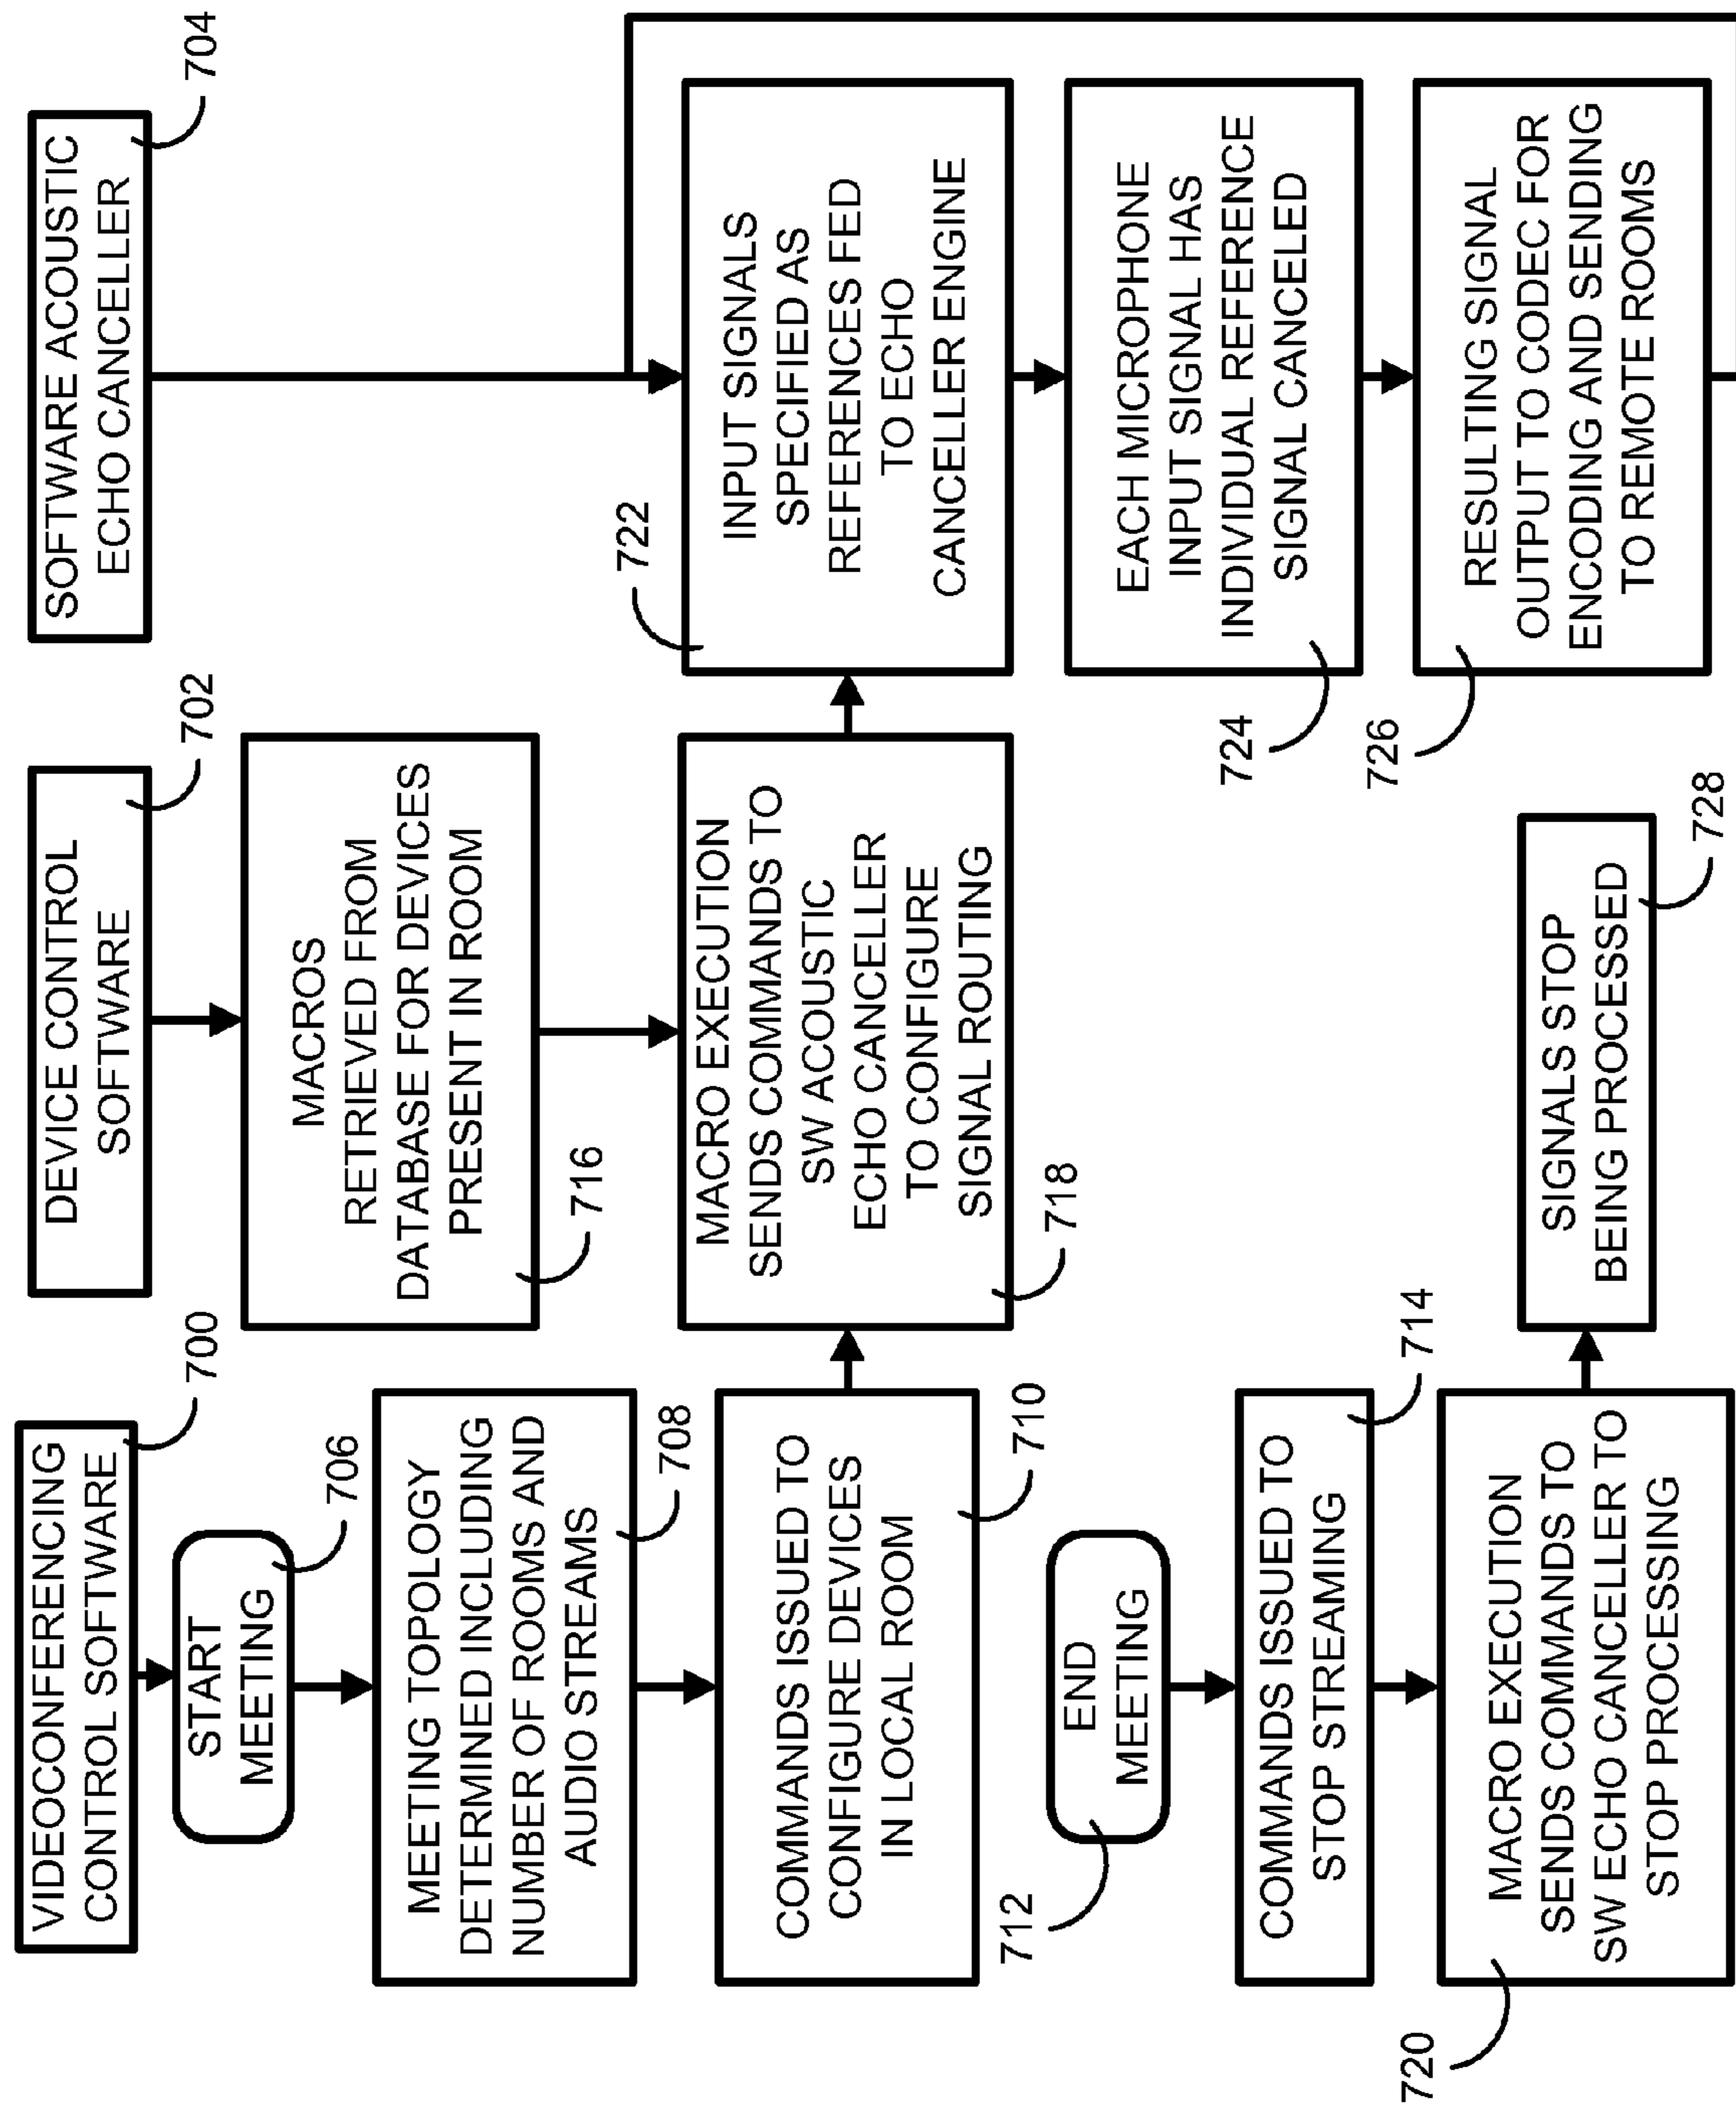 VIDEOCONFERENCING
CONTROL SOFTWARE
700
START
MEETING
706
MEETING TOPOLOGY
DETERMINED INCLUDING
NUMBER OF ROOMS AND
AUDIO STREAMS
708
COMMANDS ISSUED TO
CONFIGURE DEVICES
IN LOCAL ROOM
710
END
MEETING
712
COMMANDS ISSUED TO
STOP STREAMING
714
MACRO EXECUTION
SENDS COMMANDS TO
SW ECHO CANCELLER TO
STOP PROCESSING
720
DEVICE CONTROL
SOFTWARE
702
MACROS
RETRIEVED FROM
DATABASE FOR DEVICES
PRESENT IN ROOM
716
MACRO EXECUTION
SENDS COMMANDS TO
SW ACOUSTIC
ECHO CANCELLER
TO CONFIGURE
SIGNAL ROUTING
718
SIGNALS STOP
BEING PROCESSED
728
SOFTWARE ACOUSTIC
ECHO CANCELLER
704
INPUT SIGNALS
SPECIFIED AS
REFERENCES FED
TO ECHO
CANCELLER ENGINE
722
EACH MICROPHONE
INPUT SIGNAL HAS
INDIVIDUAL REFERENCE
SIGNAL CANCELED
724
RESULTING SIGNAL
OUTPUT TO CODEC FOR
ENCODING AND SENDING
TO REMOTE ROOMS
726